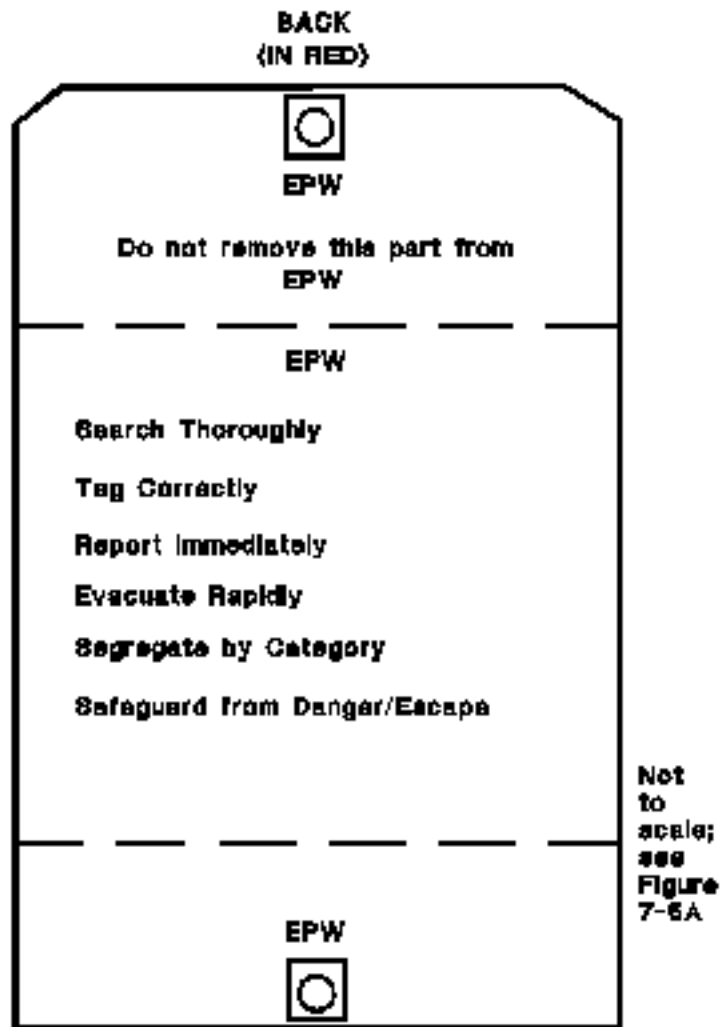 BACK
(IN RED)
EPW
Do not remove this part from
EPW
EPW
Search Thoroughly
Tag Correctly
Report Immediately
Evacuate Rapidly
Segregate by Category
Safeguard from Danger/Escape
Not
to
scale;
see
Figure
7-6A
EPW